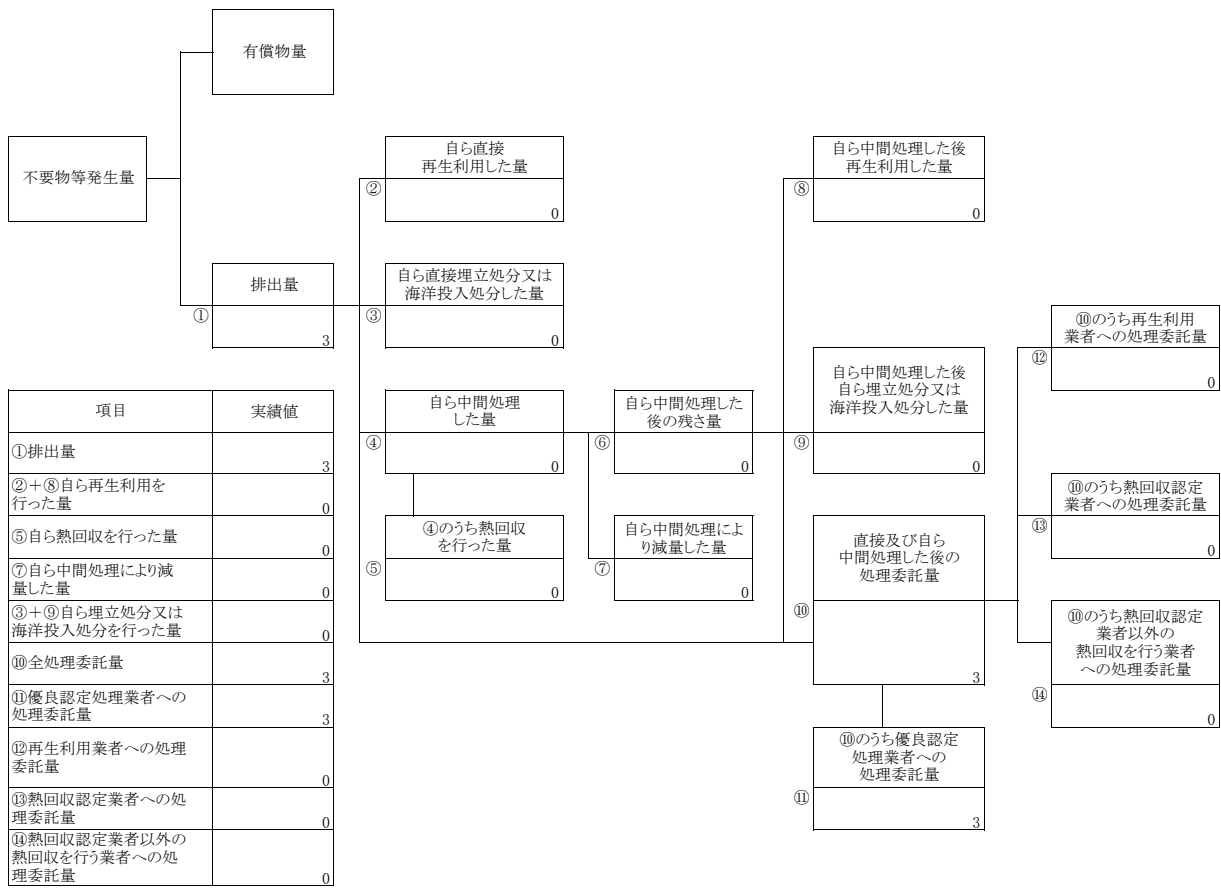 有償物量
不要物等発生量
自ら直接
再生利用した量
②
0
自ら中間処理した後
再生利用した量
⑧
0
排出量
①
3
自ら直接埋立処分又は
海洋投入処分した量
③
0
⑩のうち再生利用
業者への処理委託量
⑫
0
自ら中間処理
した量
④
0
自ら中間処理した
後の残さ量
⑥
0
自ら中間処理した後
自ら埋立処分又は
海洋投入処分した量
⑨
0
⑩のうち熱回収認定
業者への処理委託量
⑬
0
④のうち熱回収
を行った量
⑤
0
自ら中間処理によ
り減量した量
⑦
0
直接及び自ら
中間処理した後の
処理委託量
⑩
3
⑩のうち熱回収認定
業者以外の
熱回収を行う業者
への処理委託量
⑭
0
⑩のうち優良認定
処理業者への
処理委託量
⑪
3
項目 実績値
①排出量
3
②＋⑧自ら再生利用を
行った量
0
⑤自ら熱回収を行った量
0
⑦自ら中間処理により減
量した量
0
③＋⑨自ら埋立処分又は
海洋投入処分を行った量
0
⑩全処理委託量
3
⑪優良認定処理業者への
処理委託量
3
⑫再生利用業者への処理
委託量
0
⑬熱回収認定業者への処
理委託量
0
⑭熱回収認定業者以外の
熱回収を行う業者への処
理委託量
0